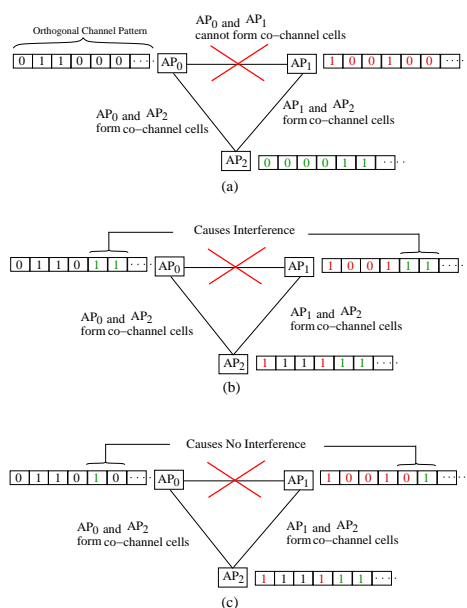 AP0 and AP1
cannot form co−channel cells
Orthogonal Channel Pattern
0 1 1 0 0 0 ····
AP0
AP1
1 0 0 1 0 0 ····
AP0 and AP2
form co−channel cells
AP1 and AP2
form co−channel cells
AP2
0 0 0 0 1 1 ····
(a)
Causes Interference
0 1 1 0 1 1 ····
AP0
AP1
1 0 0 1 1 1 ····
AP0 and AP2
form co−channel cells
AP1 and AP2
form co−channel cells
AP2
1 1 1 1 1 1 ····
(b)
Causes No Interference
0 1 1 0 1 0 ····
AP0
AP1
1 0 0 1 0 1 ····
AP0 and AP2
form co−channel cells
AP1 and AP2
form co−channel cells
AP2
1 1 1 1 1 1 ····
(c)